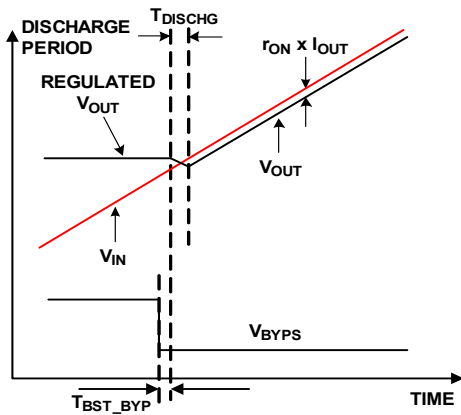 DISCHARGE
PERIOD
TDISCHG
rON x IOUT
REGULATED
VOUT
VOUT
VIN
VBYPS
TBST_BYP
TIME